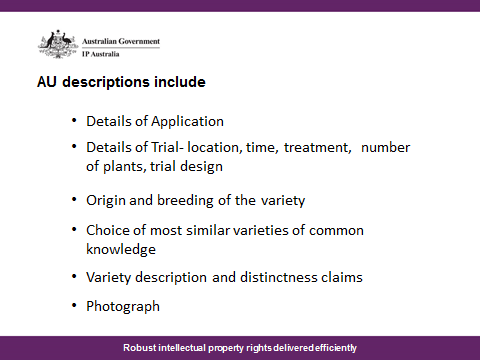 Australian Government
IP Australia
AU descriptions include
• Details of Application
• Details of Trial- location, time, treatment, number
of plants, trial design
• Origin and breeding of the variety
• Choice of most similar varieties of common
knowledge
• Variety description and distinctness claims
• Photograph
Robust intellectual property rights delivered efficiently